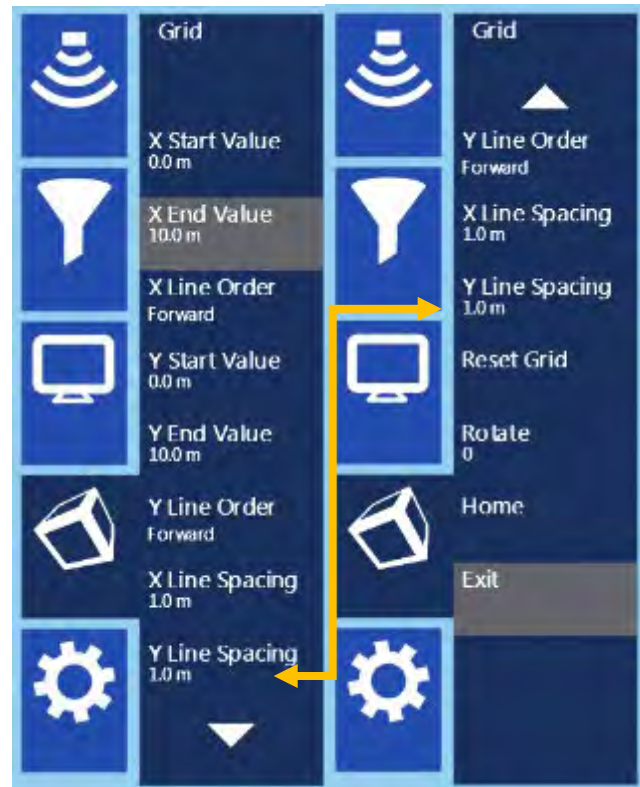 Grid
X Start Value
0.0 m
X End Value
10.0 m
X Line Order
Forward
Y Start Value
0.0 m
Y End Value
10.0 m
Y Line Order
Forward
X Line Spacing
1.0 m
Y Line Spacing
1.0 m
Grid
Y Line Order
Forward
X Line Spacing
1.0 m
Y Line Spacing
1.0 m
Reset Grid
Rotate
0
Home
Exit